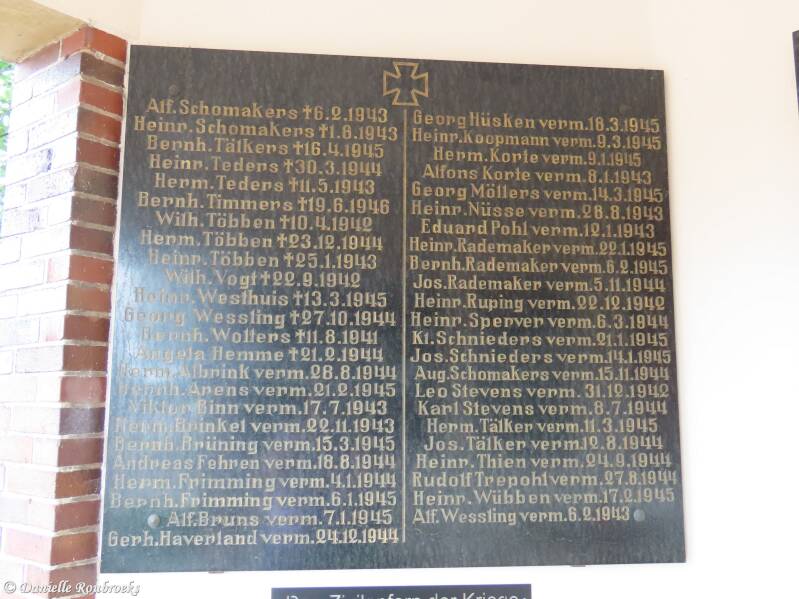 Alf. Schomakers †6.2.1943
Heinr. Schomakers †1.8.1943
Bernh. Tälkers †16.4.1945
Heinr. Teders †30.3.1944
Herm. Teders †11.5.1943
Bernh. Timmers †19.6.1946
Wilh. Többen †10.4.1942
Herm. Többen †23.12.1944
Heinr. Többen †25.1.1943
Wilh. Vogt †22.9.1942
Heinr. Westhuis †13.3.1945
Georg Wessling †27.10.1944
Bernh. Wolters †11.8.1941
Angela Hemme †21.2.1944
Herm. Albrink verm. 28.8.1944
Bernh. Arens verm. 21.2.1945
Viktor Binn verm. 17.7.1943
Herm. Brinkel verm. 22.11.1943
Bernh. Brüning verm. 15.3.1945
Andreas Fehren verm. 18.8.1944
Herm. Frimming verm. 4.1.1944
Bernh. Frimming verm. 6.1.1945
Alf. Bruns verm. 7.1.1945
Gerh. Haverland verm. 24.12.1944
Georg Hüsken verm. 18.3.1945
Heinr. Koopmann verm. 9.3.1945
Herm. Korte verm. 9.1.1945
Alfons Korte verm. 8.1.1943
Georg Möllers verm. 14.3.1945
Heinr. Nüsse verm. 28.8.1943
Eduard Pohl verm. 12.1.1943
Heinr. Rademaker verm. 22.1.1945
Bernh. Rademaker verm. 6.2.1945
Jos. Rademaker verm. 5.11.1944
Heinr. Ruping verm. 22.12.1942
Heinr. Sperver verm. 6.3.1944
Kl. Schnieders verm. 21.1.1945
Jos. Schnieders verm. 14.1.1945
Aug. Schomakers verm. 15.11.1944
Leo Stevens verm. 31.12.1942
Karl Stevens verm. 8.7.1944
Herm. Tälker verm. 11.3.1945
Jos. Tälker verm. 12.8.1944
Heinr. Thien verm. 24.9.1944
Rudolf Trepohl verm. 27.8.1944
Heinr. Wübben verm. 17.2.1945
Alf. Wessling verm. 6.2.1943
Den Zivilopfern der Kriege
© Danielle Roubroeks